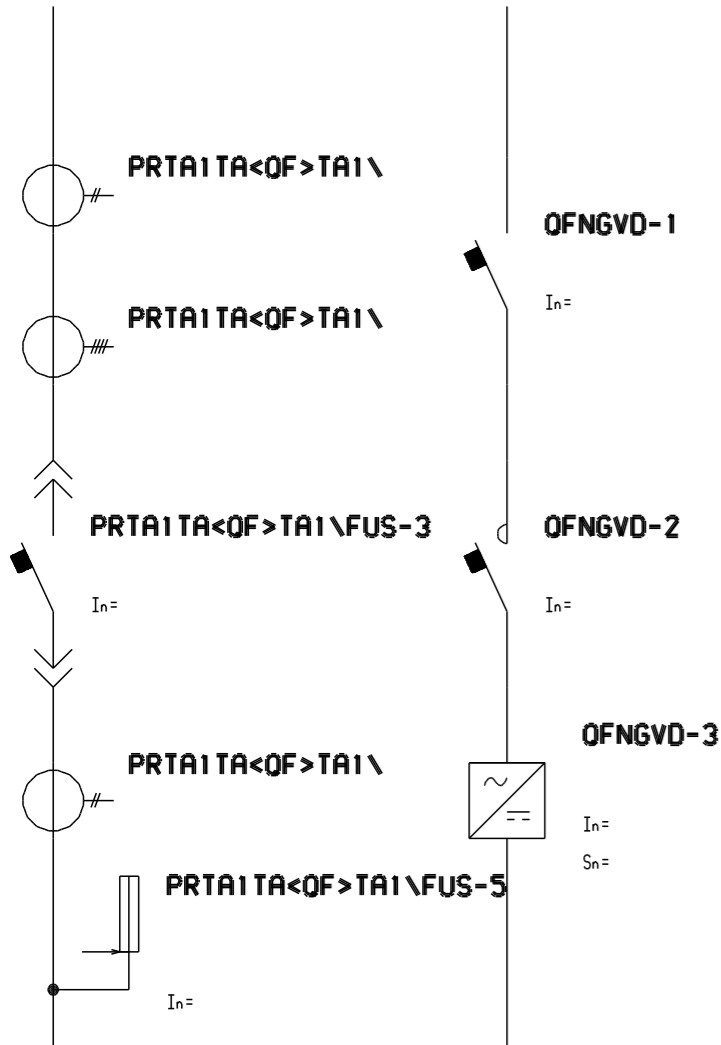 PRTA1TA<QF>TA1\
QFNGVD-1
In=
PRTA1TA<QF>TA1\
PRTA1TA<QF>TA1\FUS-3
QFNGVD-2
In=
In=
QFNGVD-3
PRTA1TA<QF>TA1\
In=
Sn=
PRTA1TA<QF>TA1\FUS-5
In=